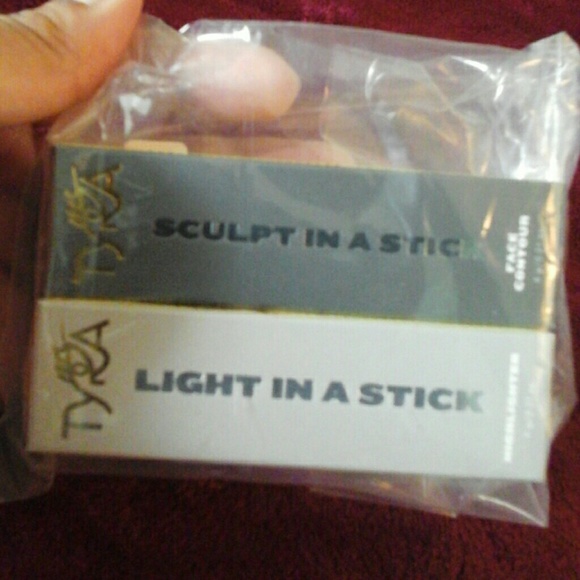 TYRA
SCULPT IN A STICK
FACE
CONTOUR
TYRA
LIGHT IN A STICK
HIGHLIGHTER